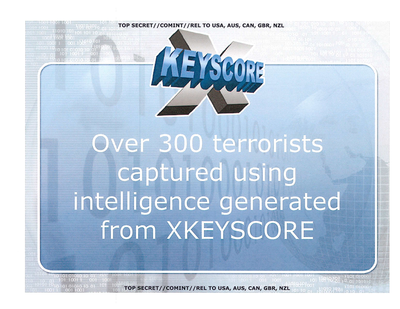 TOP SECRET//COMINT//REL TO USA, AUS, CAN, GBR, NZL
X KEYSCORE
Over 300 terrorists
captured using
intelligence generated
from XKEYSCORE
TOP SECRET//COMINT//REL TO USA, AUS, CAN, GBR, NZL